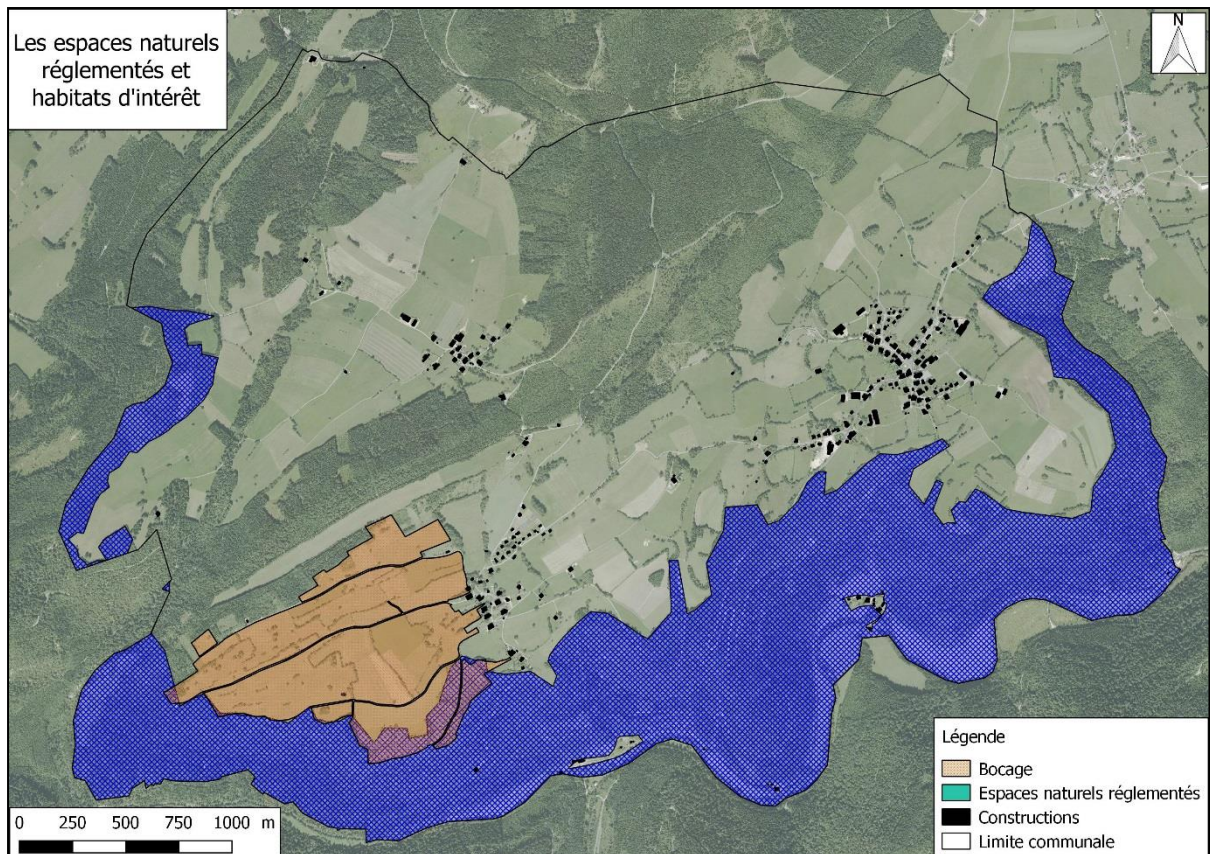 Les espaces naturels
réglementés et
habitats d'intérêt
N
Légende
Bocage
Espaces naturels réglementés
Constructions
Limite communale
0 250 500 750 1000 m